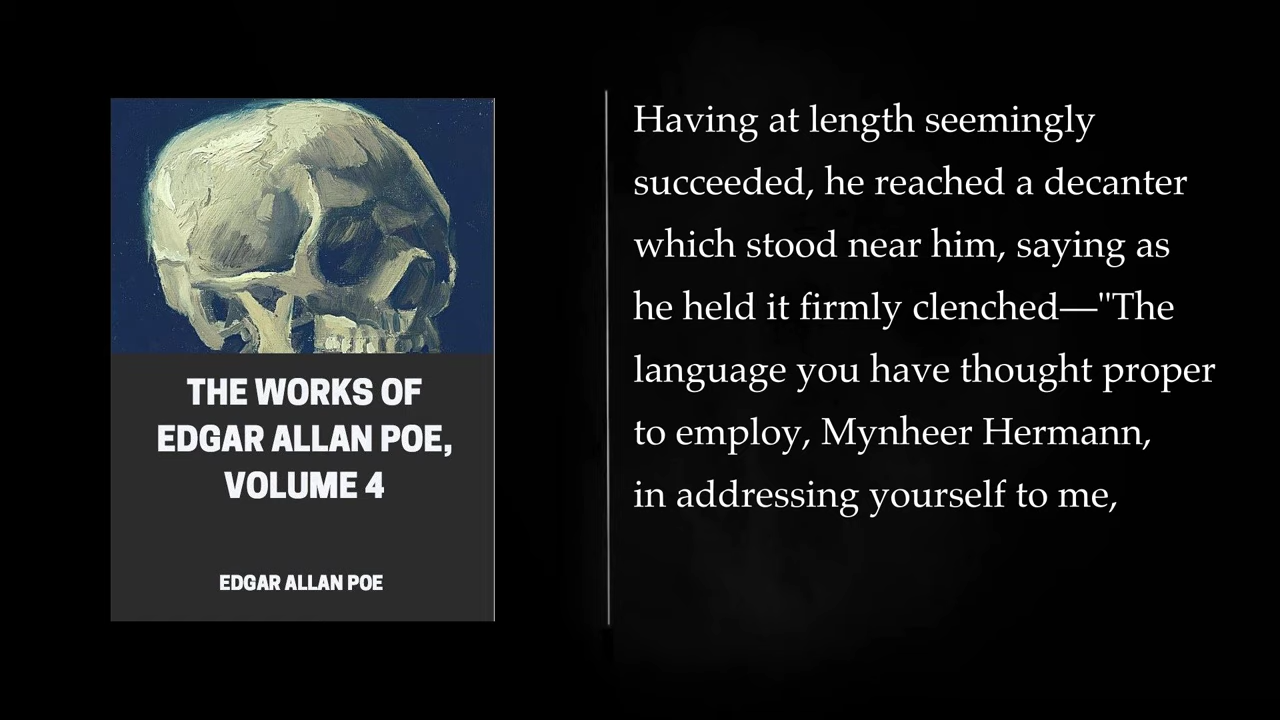 THE WORKS OF
EDGAR ALLAN POE,
VOLUME 4
EDGAR ALLAN POE
Having at length seemingly
succeeded, he reached a decanter
which stood near him, saying as
he held it firmly clenched—"The
language you have thought proper
to employ, Mynheer Hermann,
in addressing yourself to me,